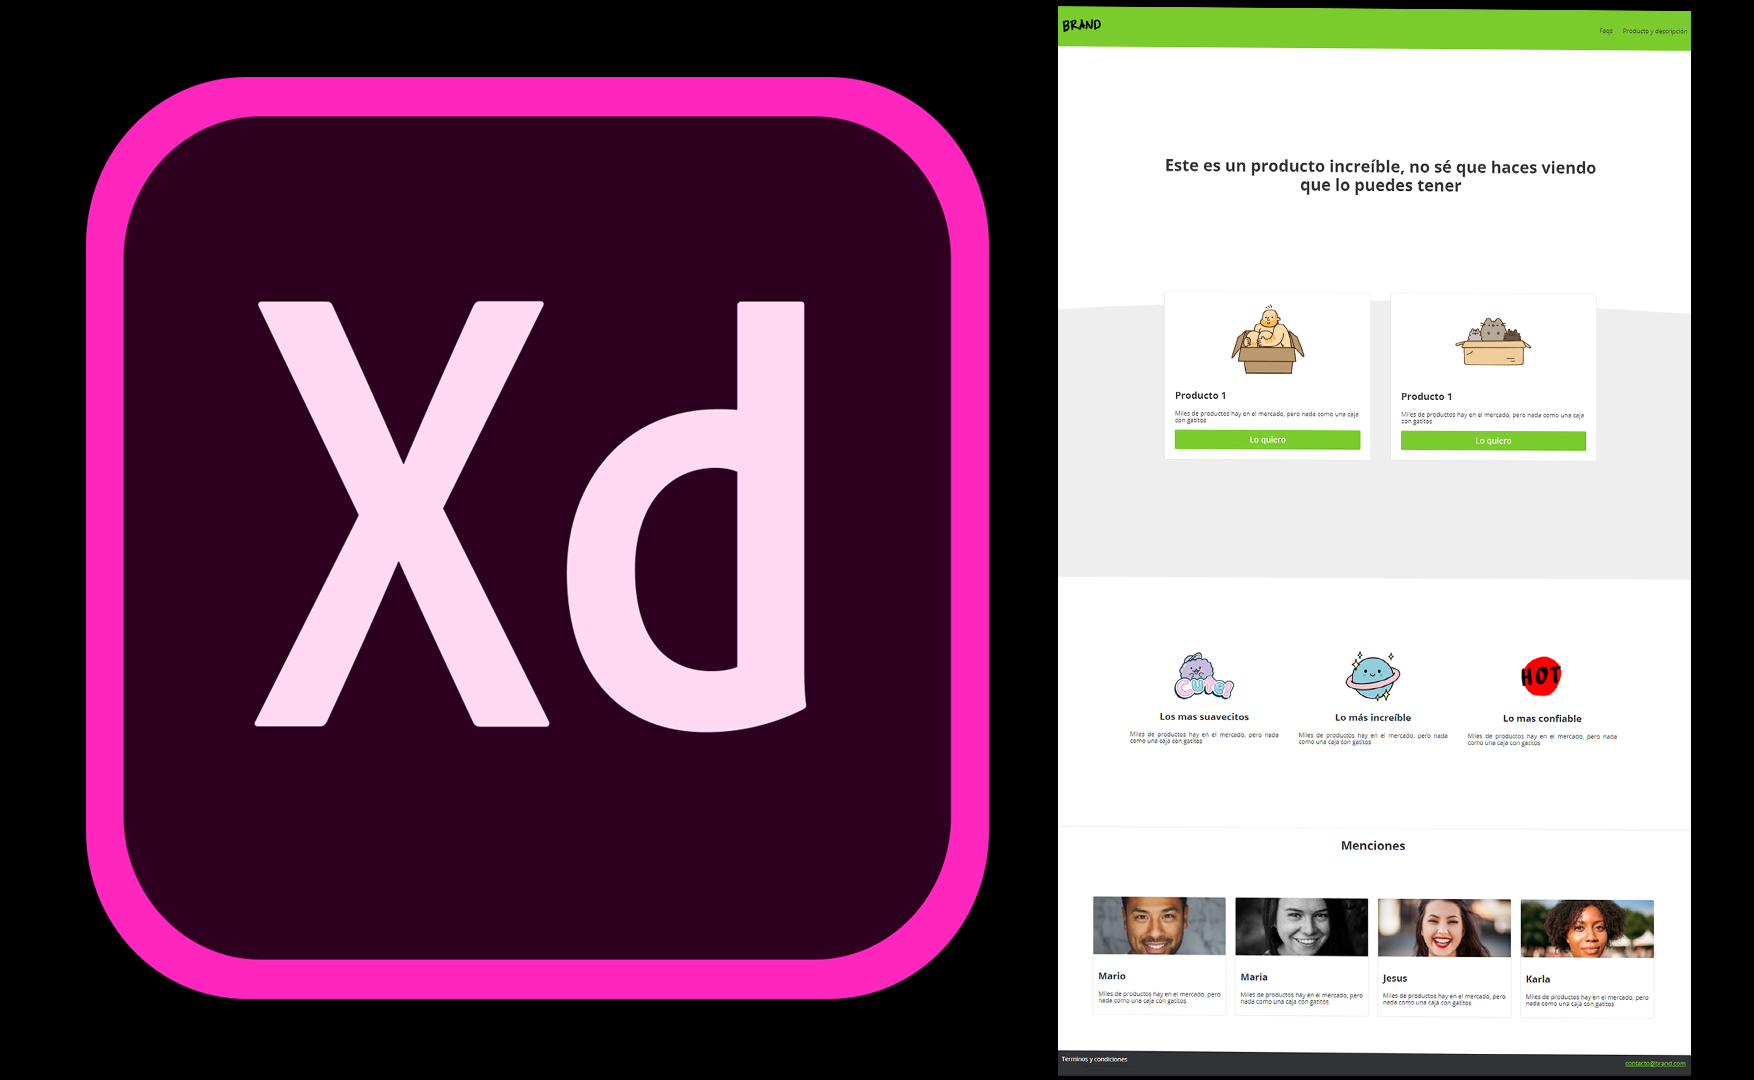 Xd
BRAND
Faqs Producto y descripción
Este es un producto increíble, no sé que haces viendo
que lo puedes tener
Producto 1
Miles de productos hay en el mercado, pero nada como una caja
con gatitos
Lo quiero
Producto 1
Miles de productos hay en el mercado, pero nada como una caja
con gatitos
Lo quiero
Cute!
Los mas suavecitos
Miles de productos hay en el mercado, pero nada
como una caja con gatitos
Lo más increíble
Miles de productos hay en el mercado, pero nada
como una caja con gatitos
HOT
Lo mas confiable
Miles de productos hay en el mercado, pero nada
como una caja con gatitos
Menciones
Mario
Miles de productos hay en el mercado, pero
nada como una caja con gatitos
Maria
Miles de productos hay en el mercado, pero
nada como una caja con gatitos
Jesus
Miles de productos hay en el mercado, pero
nada como una caja con gatitos
Karla
Miles de productos hay en el mercado, pero
nada como una caja con gatitos
Terminos y condiciones
contacto@brand.com